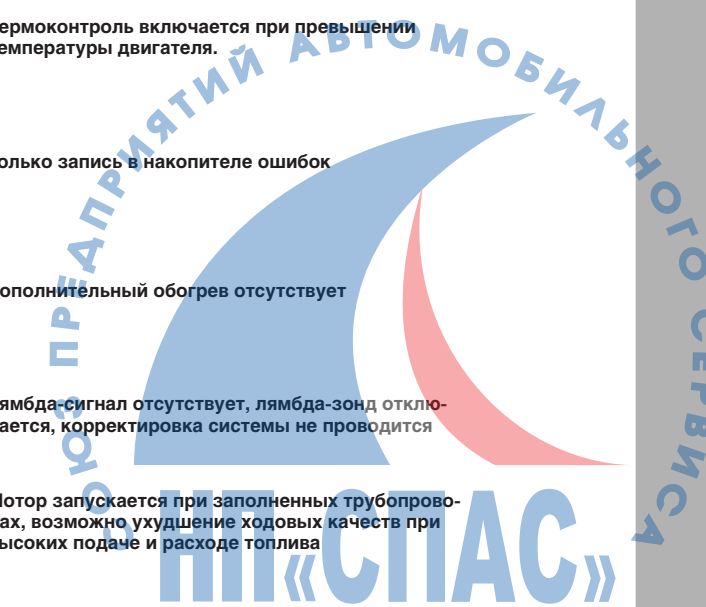 ермоконтроль включается при превышении
емпературы двигателя.
олько запись в накопителе ошибок
ополнительный обогрев отсутствует
ямбда-сигнал отсутствует, лямбда-зонд отклю-
ается, корректировка системы не проводится
Мотор запускается при заполненных трубопрово-
ах, возможно ухудшение ходовых качеств при
ысоких подаче и расходе топлива
СОЮЗ ПРЕДПРИЯТИЙ АВТОМОБИЛЬНОГО СЕРВИСА
НП«СПАС»